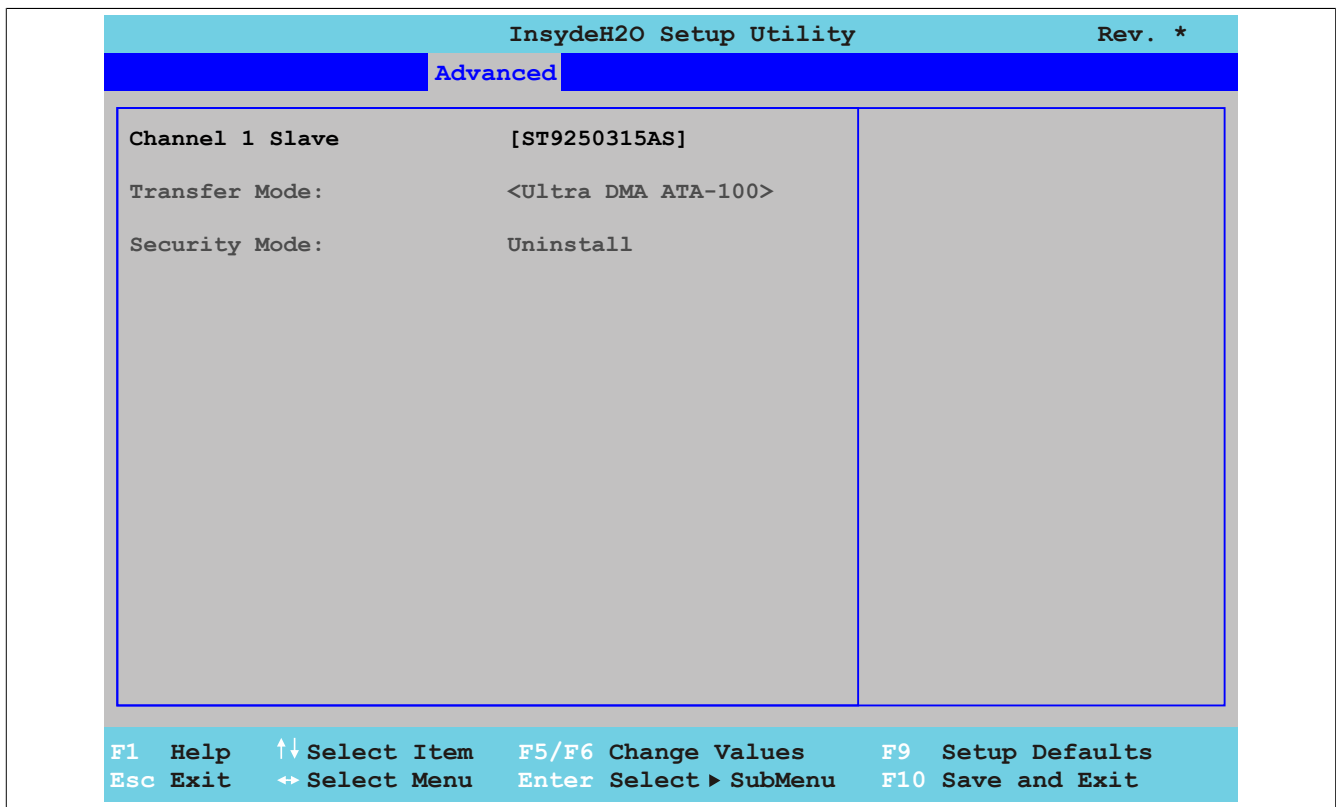 InsydeH2O Setup Utility Rev. *
Advanced
Channel 1 Slave [ST9250315AS]
Transfer Mode: <Ultra DMA ATA-100>
Security Mode: Uninstall
F1 Help ↑↓ Select Item F5/F6 Change Values F9 Setup Defaults
Esc Exit ↔ Select Menu Enter Select ▶ SubMenu F10 Save and Exit